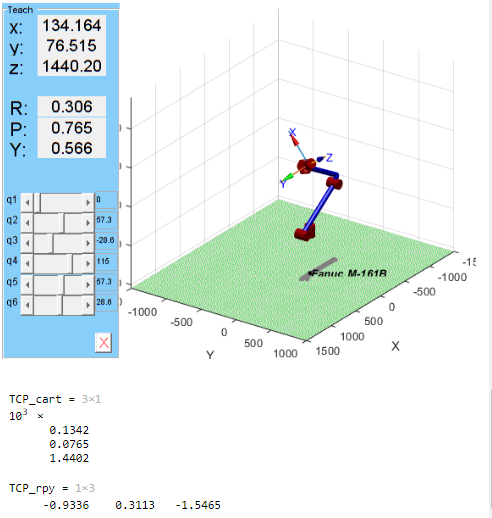 Teach
x: 134.164
y: 76.515
z: 1440.20
R: 0.306
P: 0.765
Y: 0.566
q1 0
q2 57.3
q3 -28.6
q4 115
q5 57.3
q6 28.6
X
X
Z
Y
Fanuc M-16iB
-1000
-500
0
500
1000
Y
1500
1000
500
0
-500
-1000
-15
X
TCP_cart = 3×1
10³ ×
0.1342
0.0765
1.4402
TCP_rpy = 1×3
-0.9336 0.3113 -1.5465